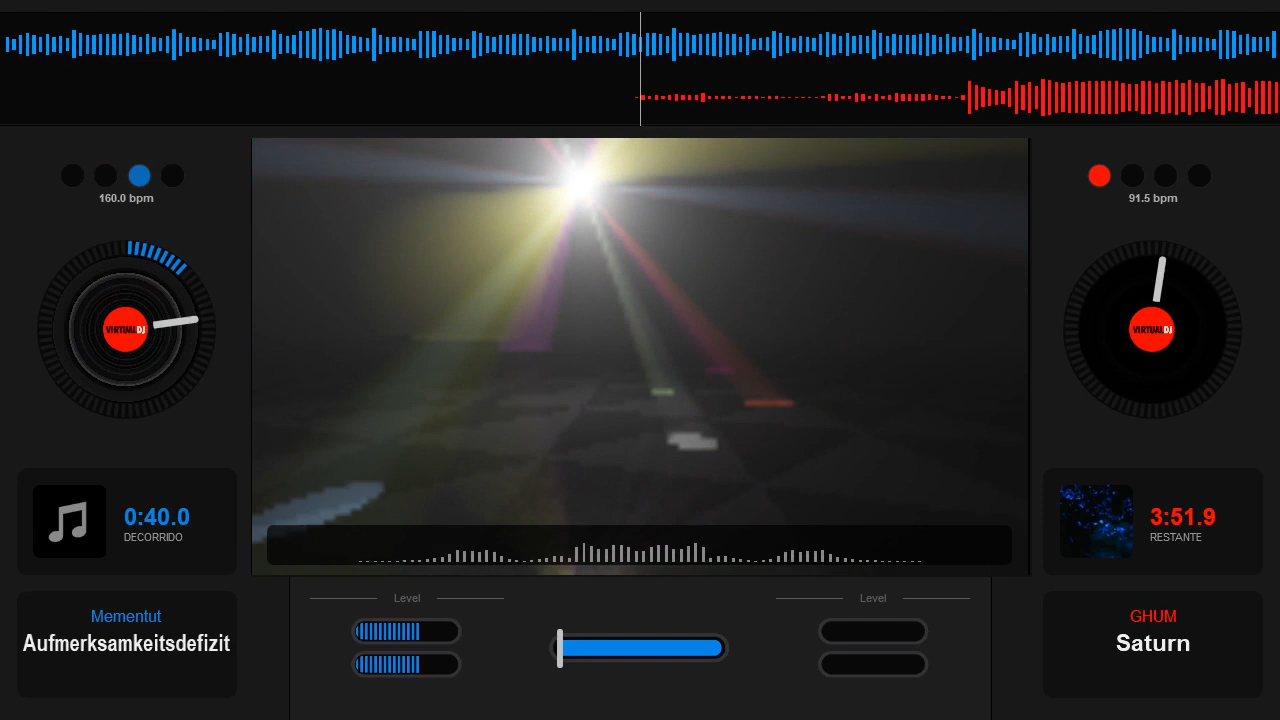 160.0 bpm
91.5 bpm
VIRTUALDJ
VIRTUALDJ
0:40.0
DECORRIDO
3:51.9
RESTANTE
Mementut
Aufmerksamkeitsdefizit
Level
Level
GHUM
Saturn